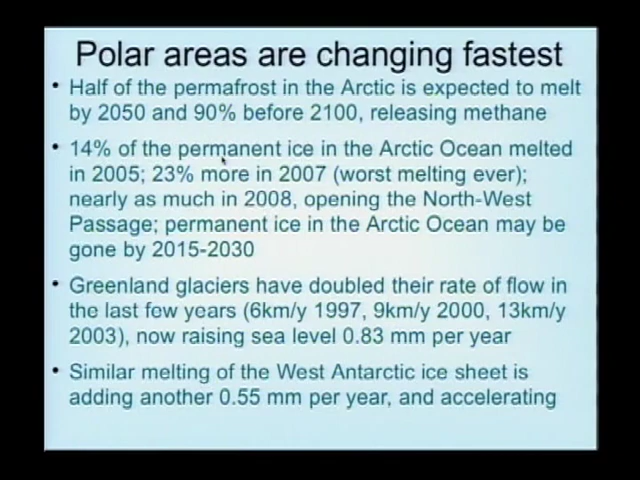 Polar areas are changing fastest
• Half of the permafrost in the Arctic is expected to melt
by 2050 and 90% before 2100, releasing methane
• 14% of the permanent ice in the Arctic Ocean melted
in 2005; 23% more in 2007 (worst melting ever);
nearly as much in 2008, opening the North-West
Passage; permanent ice in the Arctic Ocean may be
gone by 2015-2030
• Greenland glaciers have doubled their rate of flow in
the last few years (6km/y 1997, 9km/y 2000, 13km/y
2003), now raising sea level 0.83 mm per year
• Similar melting of the West Antarctic ice sheet is
adding another 0.55 mm per year, and accelerating